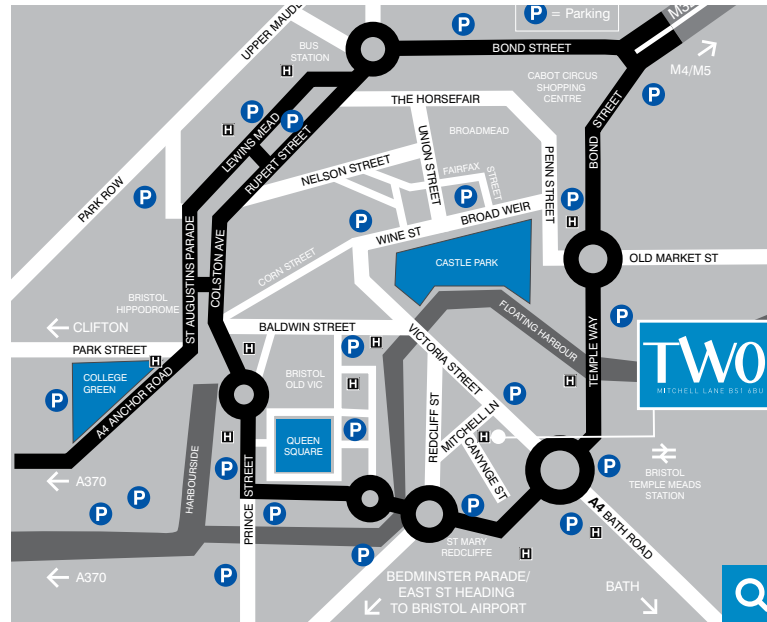 P = Parking
UPPER MAUD
M32
P
P
BUS
STATION
BOND STREET
M4/M5
H
CABOT CIRCUS
SHOPPING
CENTRE
P
THE HORSEFAIR
P
P
H
LEWINS MEAD
RUPERT STREET
UNION STREET
BROADMEAD
BOND STREET
NELSON STREET
FAIRFAX STREET
PENN STREET
PARK ROW
P
P
P
H
P
BROAD WEIR
WINE ST
ST AUGUSTINS PARADE
COLSTON AVE
CORN STREET
CASTLE PARK
OLD MARKET ST
BRISTOL
HIPPODROME
FLOATING HARBOUR
P
CLIFTON
BALDWIN STREET
TEMPLE WAY
PARK STREET
H
H
P
H
VICTORIA STREET
TWO
MITCHELL LANE BS1 6BU
COLLEGE
GREEN
BRISTOL
OLD VIC
H
H
P
A4 ANCHOR ROAD
REDCLIFF ST
P
MITCHELL LN
H
P
H
QUEEN
SQUARE
CANYNGE ST
P
P
BRISTOL
TEMPLE MEADS
STATION
A370
HARBOURSIDE
PRINCE STREET
P
P
P
P
P
H
A4 BATH ROAD
P
ST MARY
REDCLIFFE
H
A370
P
BEDMINSTER PARADE/
EAST ST HEADING
TO BRISTOL AIRPORT
BATH